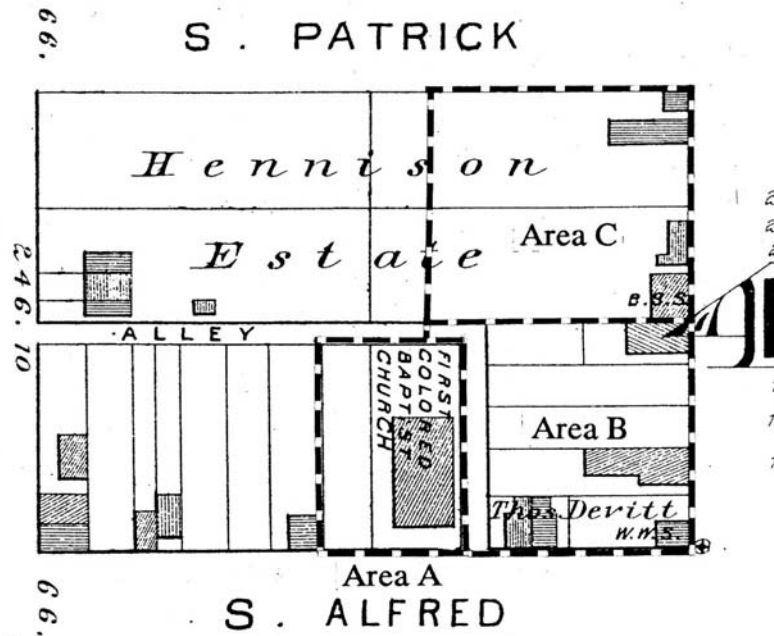 66.
S. PATRICK
Hennison
Estate
Area C
B.B.S.
246.10
ALLEY
FIRST
COLORED
BAPTIST
CHURCH
Area B
Thos. Devitt
W.W.S.
Area A
S. ALFRED
66.